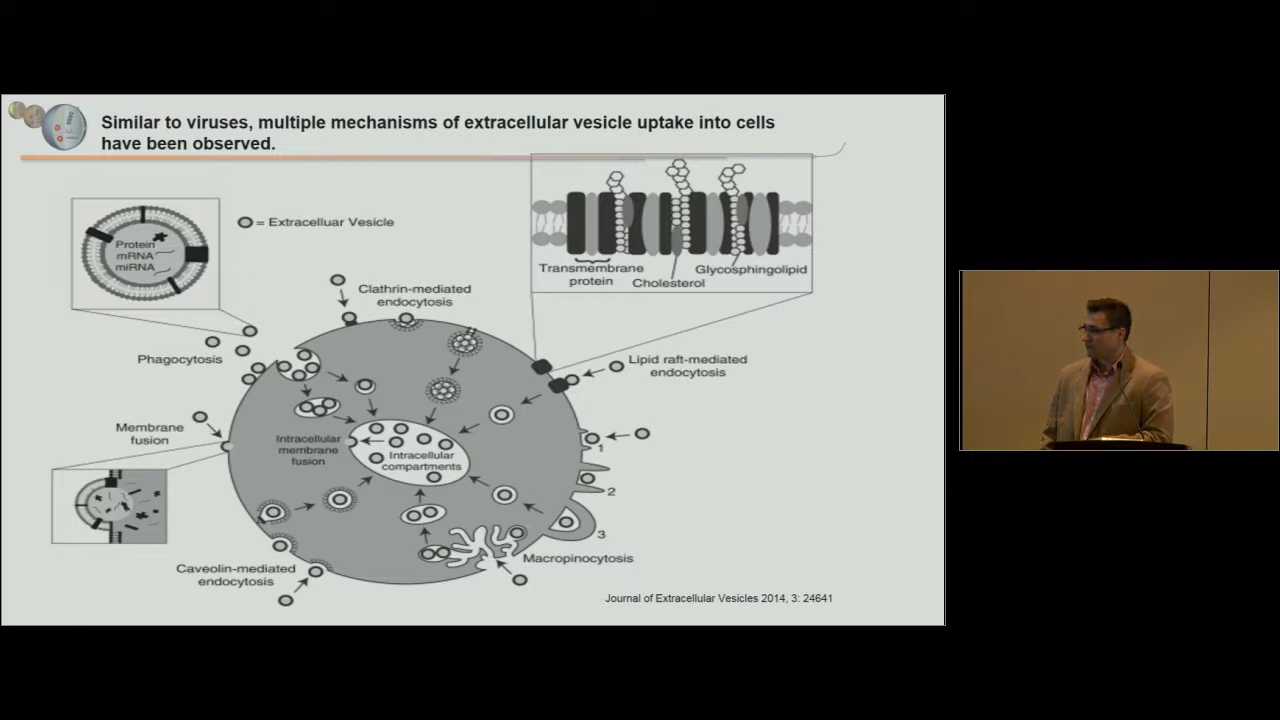 Similar to viruses, multiple mechanisms of extracellular vesicle uptake into cells
have been observed.
Protein
mRNA
miRNA
= Extracelluar Vesicle
Transmembrane
protein
Cholesterol
Glycosphingolipid
Clathrin-mediated
endocytosis
Phagocytosis
Lipid raft-mediated
endocytosis
Membrane
fusion
Intracellular
membrane
fusion
Intracellular
compartments
1
2
3
Macropinocytosis
Caveolin-mediated
endocytosis
Journal of Extracellular Vesicles 2014, 3: 24641